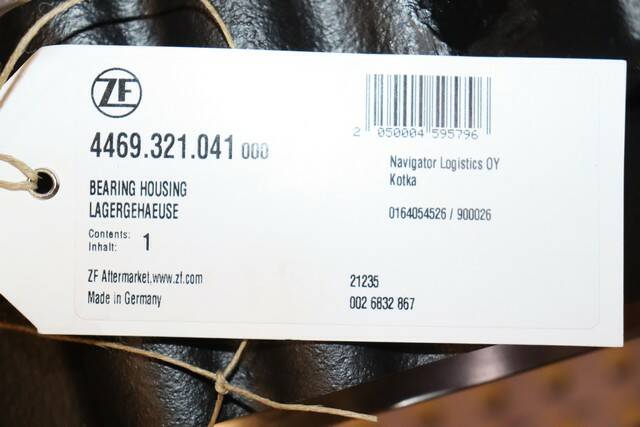 ZF
4469.321.041 000
BEARING HOUSING
LAGERGEHAEUSE
Contents:
Inhalt: 1
ZF Aftermarket,www.zf.com
Made in Germany
2 050004 595796
Navigator Logistics OY
Kotka
0164054526 / 900026
21235
002 6832 867